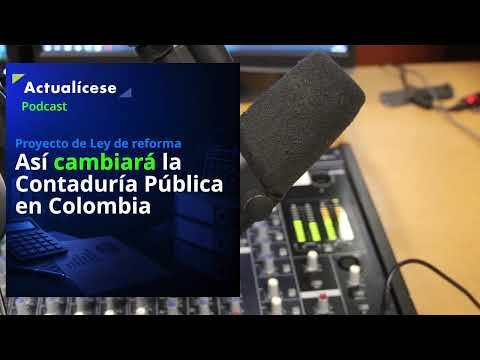 Actualícese
Podcast
Proyecto de Ley de reforma
Así cambiará la
Contaduría Pública
en Colombia